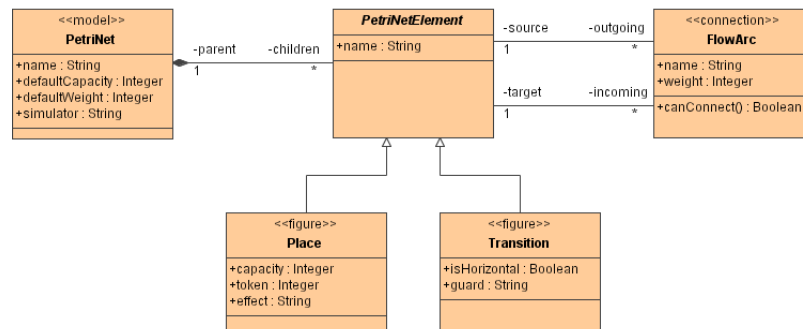 <<model>>
PetriNet
+name : String
+defaultCapacity : Integer
+defaultWeight : Integer
+simulator : String
-parent
-children
1
*
PetriNetElement
+name : String
-source
-outgoing
1
*
-target
-incoming
1
*
<<connection>>
FlowArc
+name : String
+weight : Integer
+canConnect() : Boolean
<<figure>>
Place
+capacity : Integer
+token : Integer
+effect : String
<<figure>>
Transition
+isHorizontal : Boolean
+guard : String